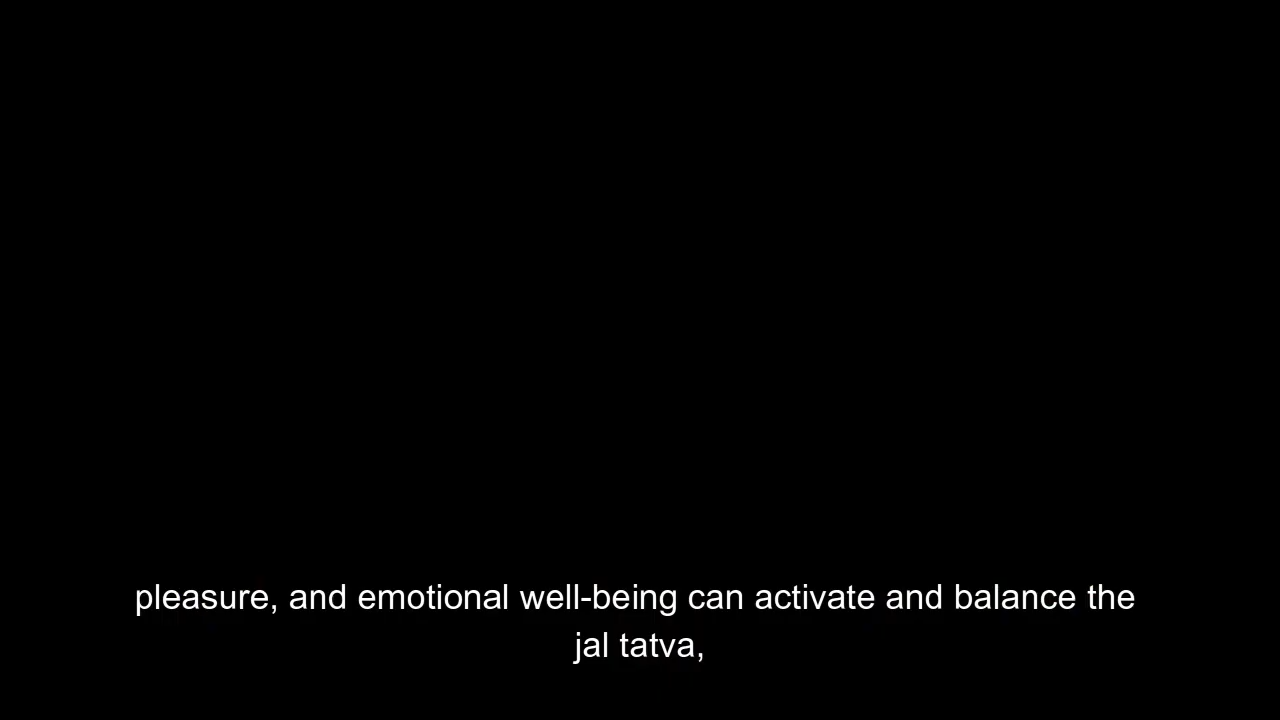 pleasure, and emotional well-being can activate and balance the
jal tatva,